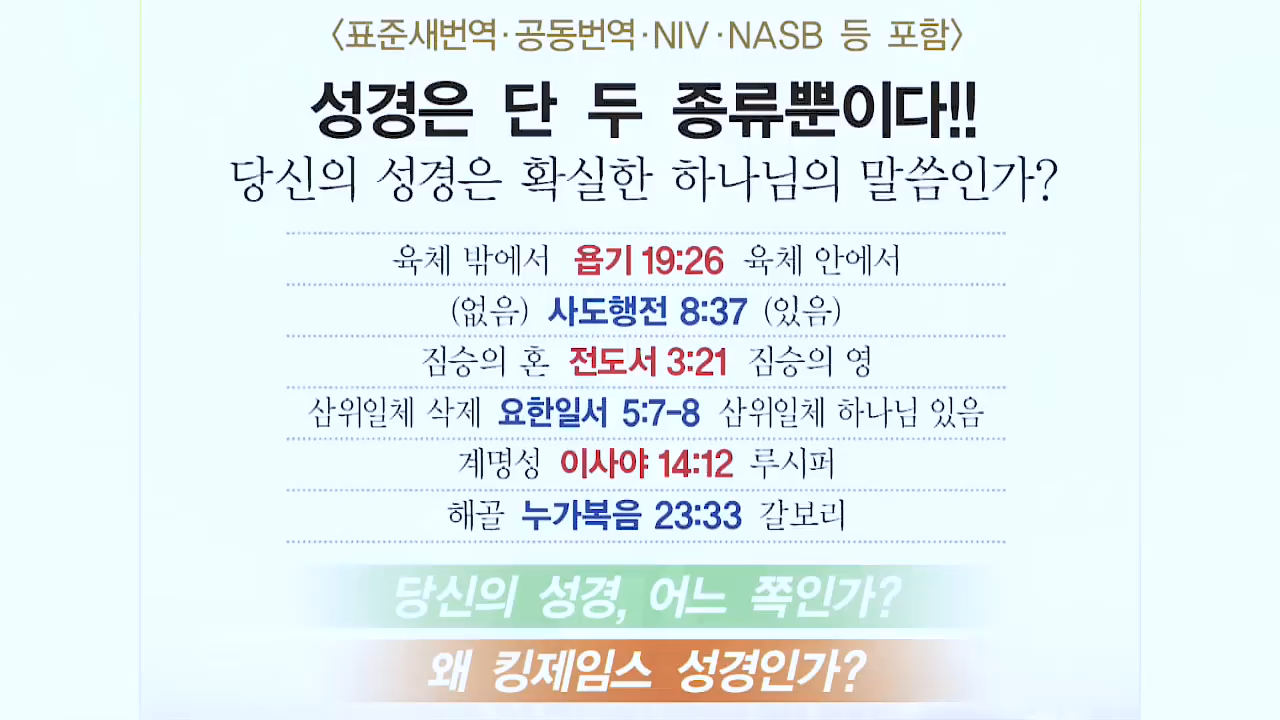 〈표준새번역·공동번역·NIV·NASB 등 포함〉
성경은 단 두 종류뿐이다!!
당신의 성경은 확실한 하나님의 말씀인가?
육체 밖에서 욥기 19:26 육체 안에서
(없음) 사도행전 8:37 (있음)
짐승의 혼 전도서 3:21 짐승의 영
삼위일체 삭제 요한일서 5:7-8 삼위일체 하나님 있음
계명성 이사야 14:12 루시퍼
해골 누가복음 23:33 갈보리
당신의 성경, 어느 쪽인가?
왜 킹제임스 성경인가?